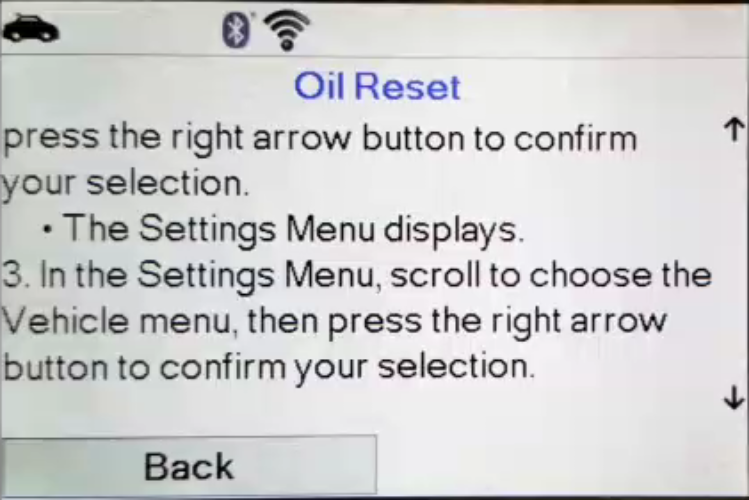 Oil Reset
press the right arrow button to confirm
your selection.
• The Settings Menu displays.
3. In the Settings Menu, scroll to choose the
Vehicle menu, then press the right arrow
button to confirm your selection.
Back